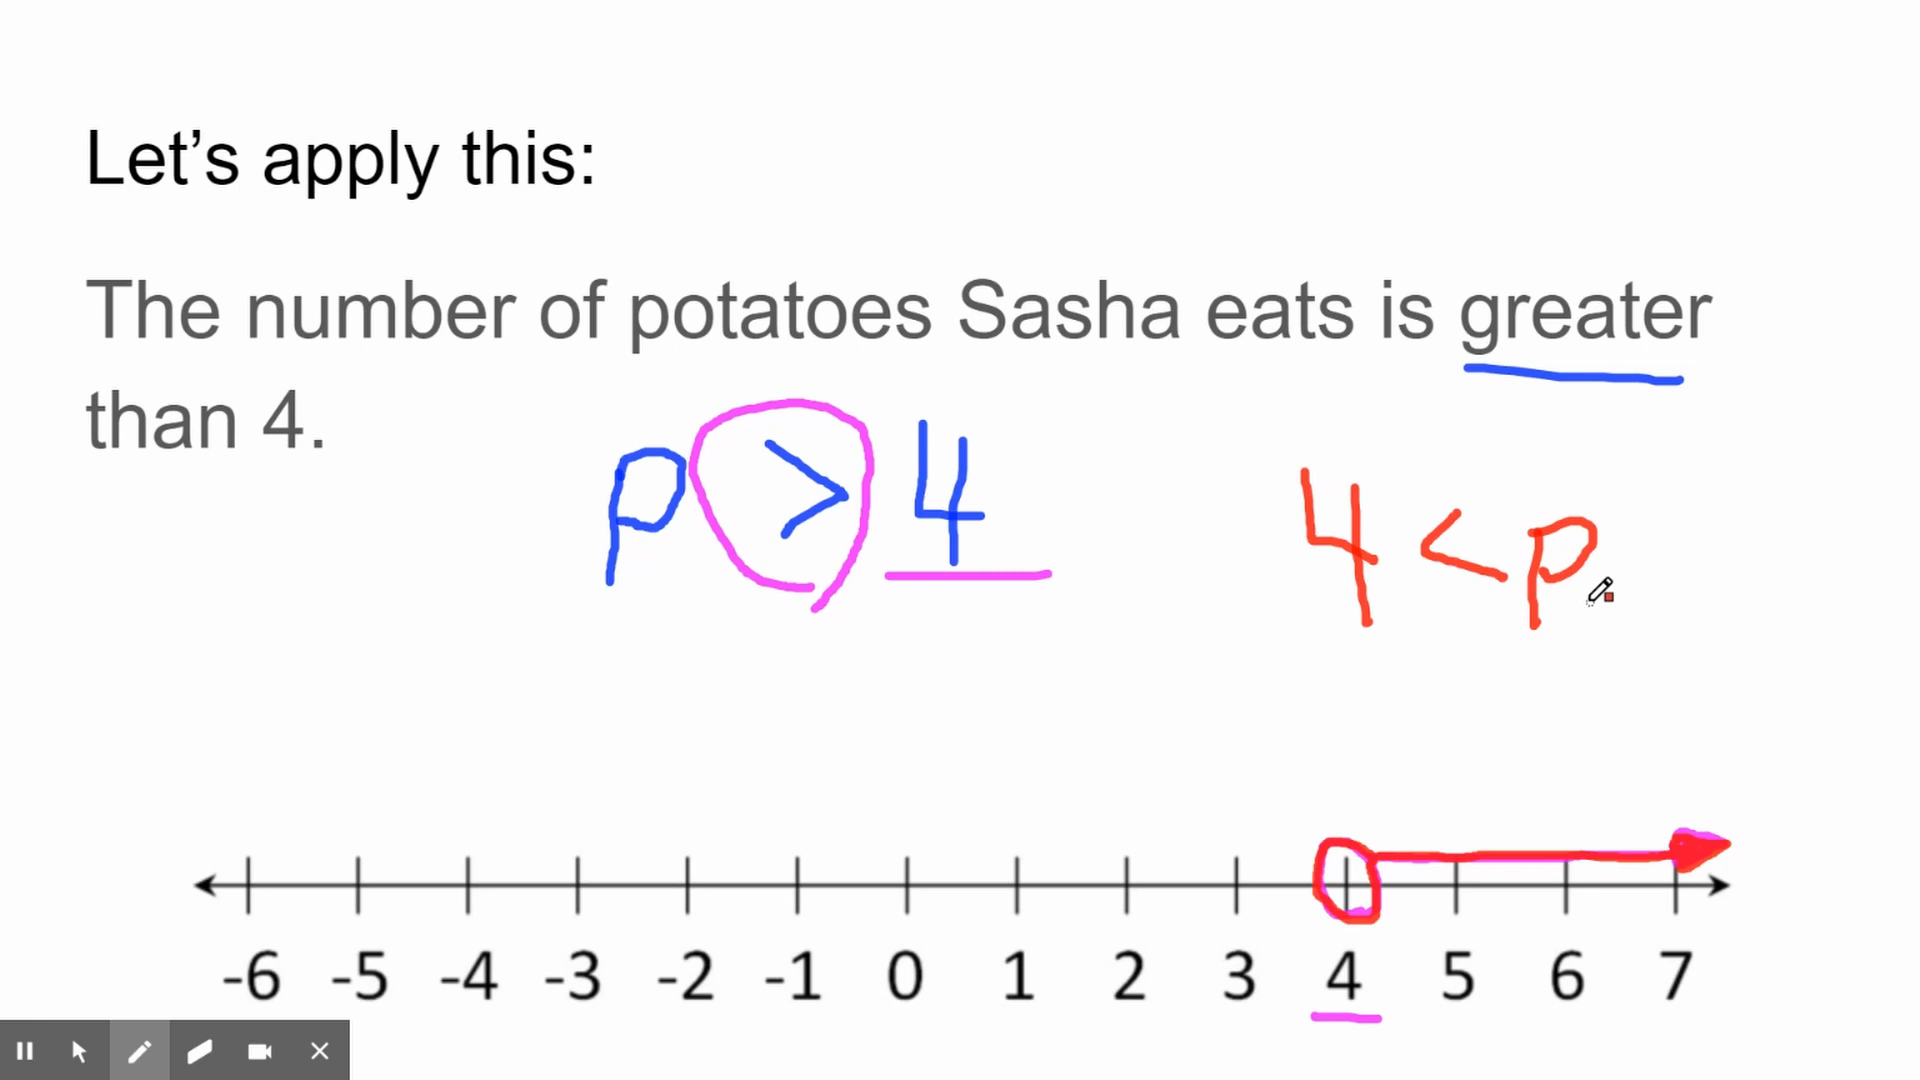 Let’s apply this:
The number of potatoes Sasha eats is greater
than 4.
p > 4
4 < p
-6 -5 -4 -3 -2 -1 0 1 2 3 4 5 6 7